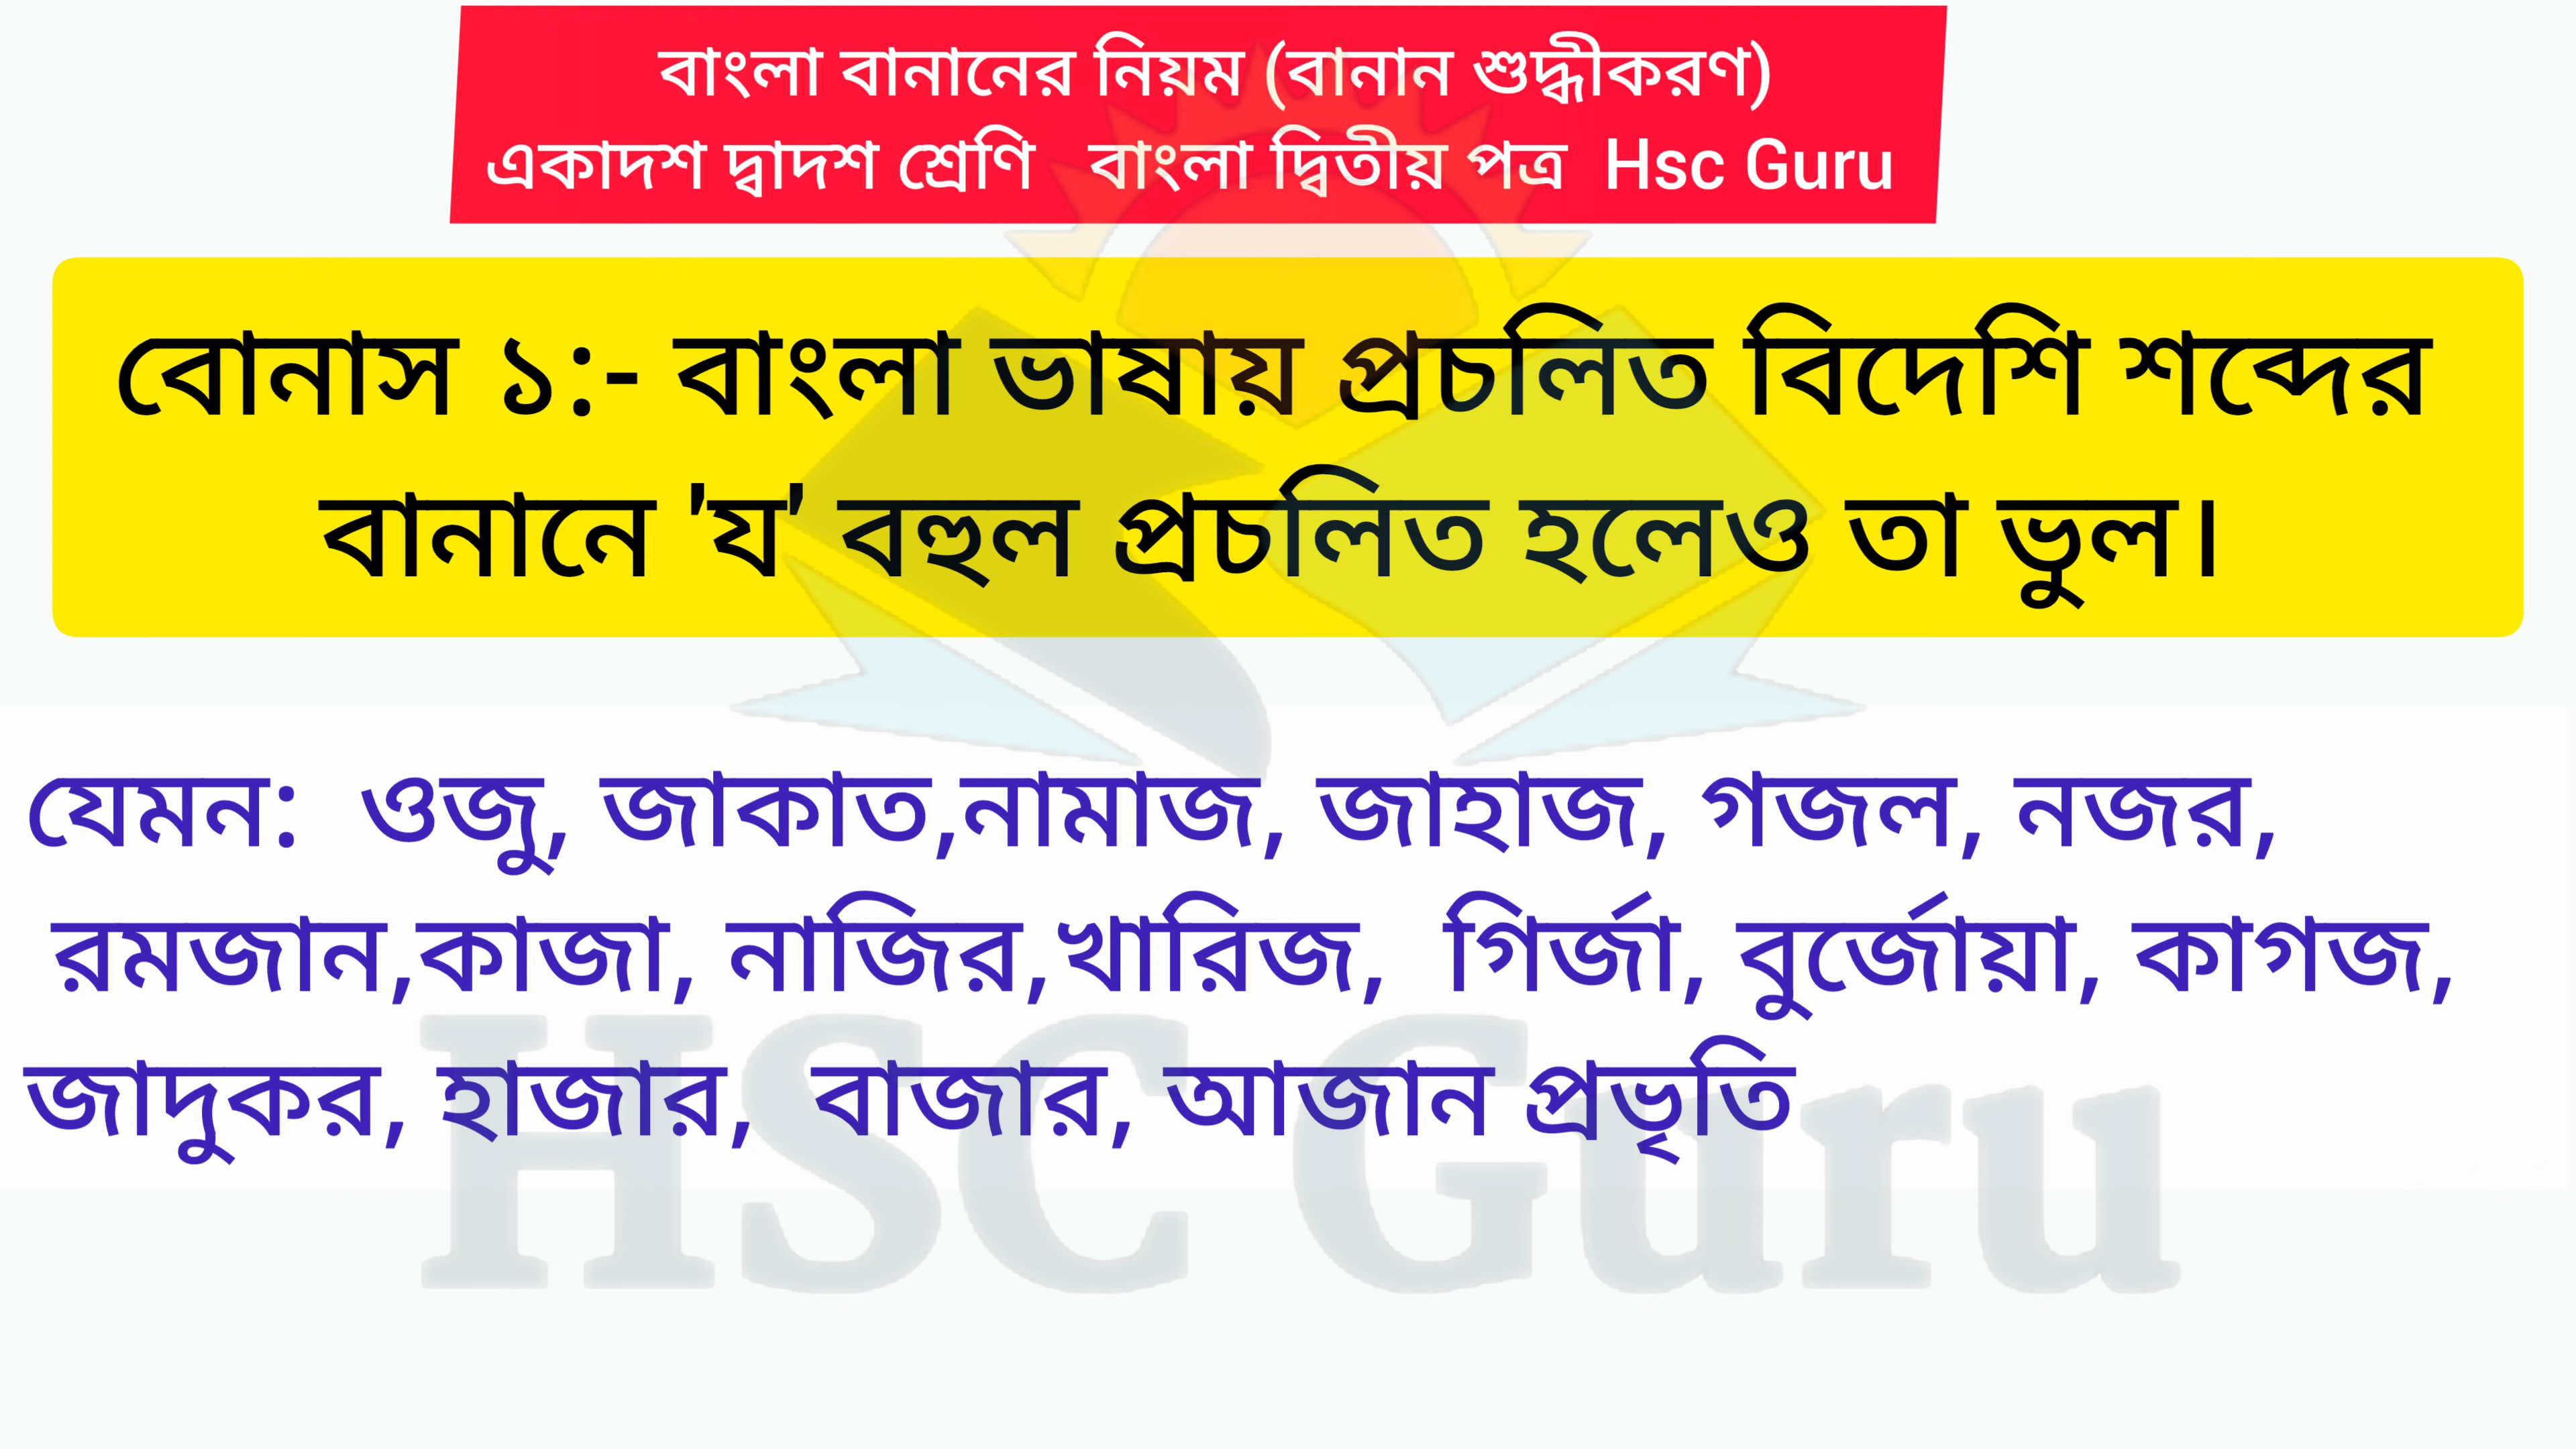 বাংলা বানানের নিয়ম (বানান শুদ্ধীকরণ)
একাদশ দ্বাদশ শ্রেণি বাংলা দ্বিতীয় পত্র Hsc Guru
বোনাস ১:- বাংলা ভাষায় প্রচলিত বিদেশি শব্দের
বানানে 'য' বহুল প্রচলিত হলেও তা ভুল।
যেমন: ওজু, জাকাত,নামাজ, জাহাজ, গজল, নজর,
রমজান,কাজা, নাজির,খারিজ, গির্জা, বুর্জোয়া, কাগজ,
জাদুকর, হাজার, বাজার, আজান প্রভৃতি
HSC Guru